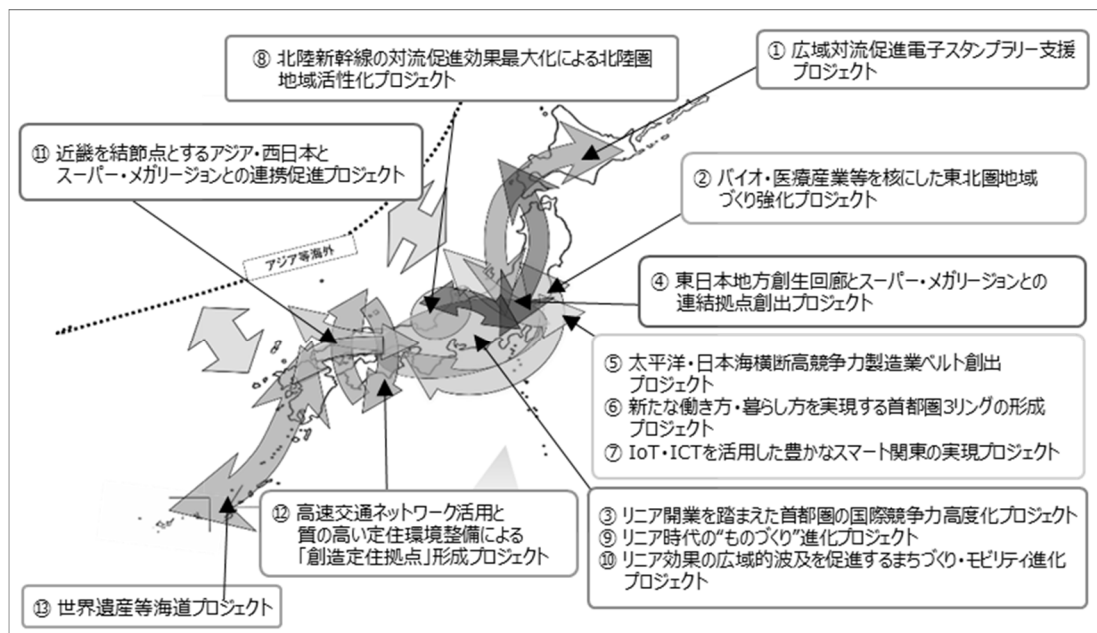 ⑧ 北陸新幹線の対流促進効果最大化による北陸圏
地域活性化プロジェクト
① 広域対流促進電子スタンプラリー支援
プロジェクト
⑪ 近畿を結節点とするアジア・西日本と
スーパー・メガリージョンとの連携促進プロジェクト
② バイオ・医療産業等を核にした東北圏地域
づくり強化プロジェクト
アジア等海外
④ 東日本地方創生回廊とスーパー・メガリージョンとの
連結拠点創出プロジェクト
⑤ 太平洋・日本海横断高競争力製造業ベルト創出
プロジェクト
⑥ 新たな働き方・暮らし方を実現する首都圏3リングの形成
プロジェクト
⑦ IoT・ICTを活用した豊かなスマート関東の実現プロジェクト
⑫ 高速交通ネットワーク活用と
質の高い定住環境整備による
「創造定住拠点」形成プロジェクト
③ リニア開業を踏まえた首都圏の国際競争力高度化プロジェクト
⑨ リニア時代の“ものづくり”進化プロジェクト
⑩ リニア効果の広域的波及を促進するまちづくり・モビリティ進化
プロジェクト
⑬ 世界遺産等海道プロジェクト